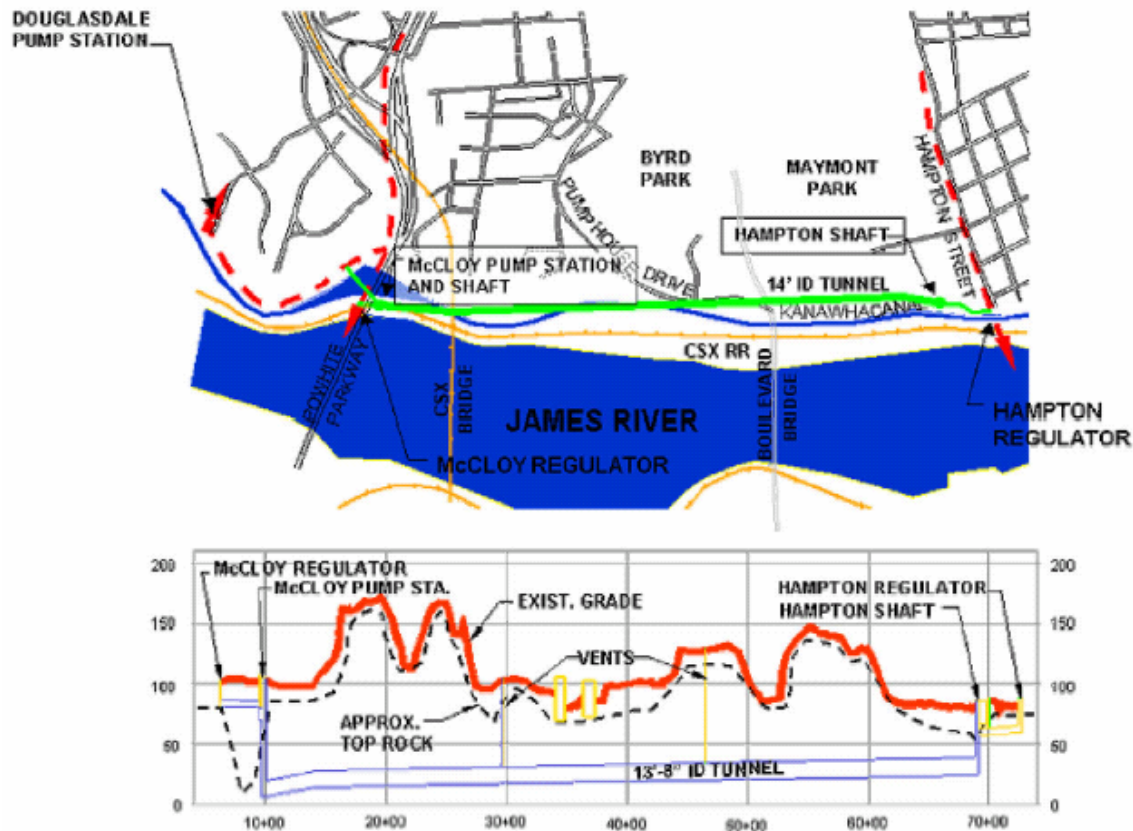 DOUGLASDALE
PUMP STATION
BYRD
PARK
MAYMONT
PARK
HAMPTON STREET
PUMP HOUSE DRIVE
HAMPTON SHAFT
McCLOY PUMP STATION
AND SHAFT
14' ID TUNNEL
KANAWHACANAL
CSX RR
POWHITE
PARKWAY
CSX
BRIDGE
BOULEVARD
BRIDGE
JAMES RIVER
HAMPTON
REGULATOR
McCLOY REGULATOR
200
McCLOY REGULATOR
McCLOY PUMP STA.
HAMPTON REGULATOR
HAMPTON SHAFT
200
EXIST. GRADE
150
150
VENTS
100
100
APPROX.
TOP ROCK
50
50
13'-8" ID TUNNEL
0
0
10+00
20+00
30+00
40+00
50+00
60+00
70+00